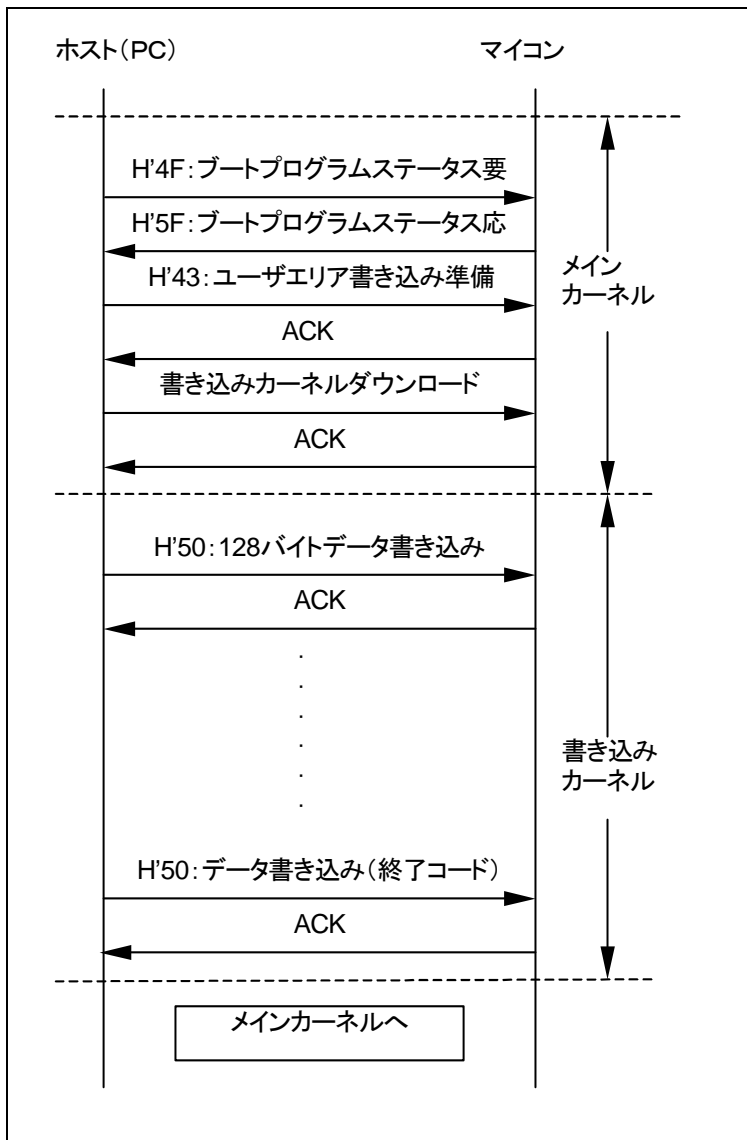 ホスト(PC)
マイコン
H'4F:ブートプログラムステータス要
H'5F:ブートプログラムステータス応
H'43:ユーザエリア書き込み準備
ACK
書き込みカーネルダウンロード
ACK
メイン
カーネル
H'50:128バイトデータ書き込み
ACK
.
.
.
.
.
.
H'50:データ書き込み(終了コード)
ACK
書き込み
カーネル
メインカーネルへ